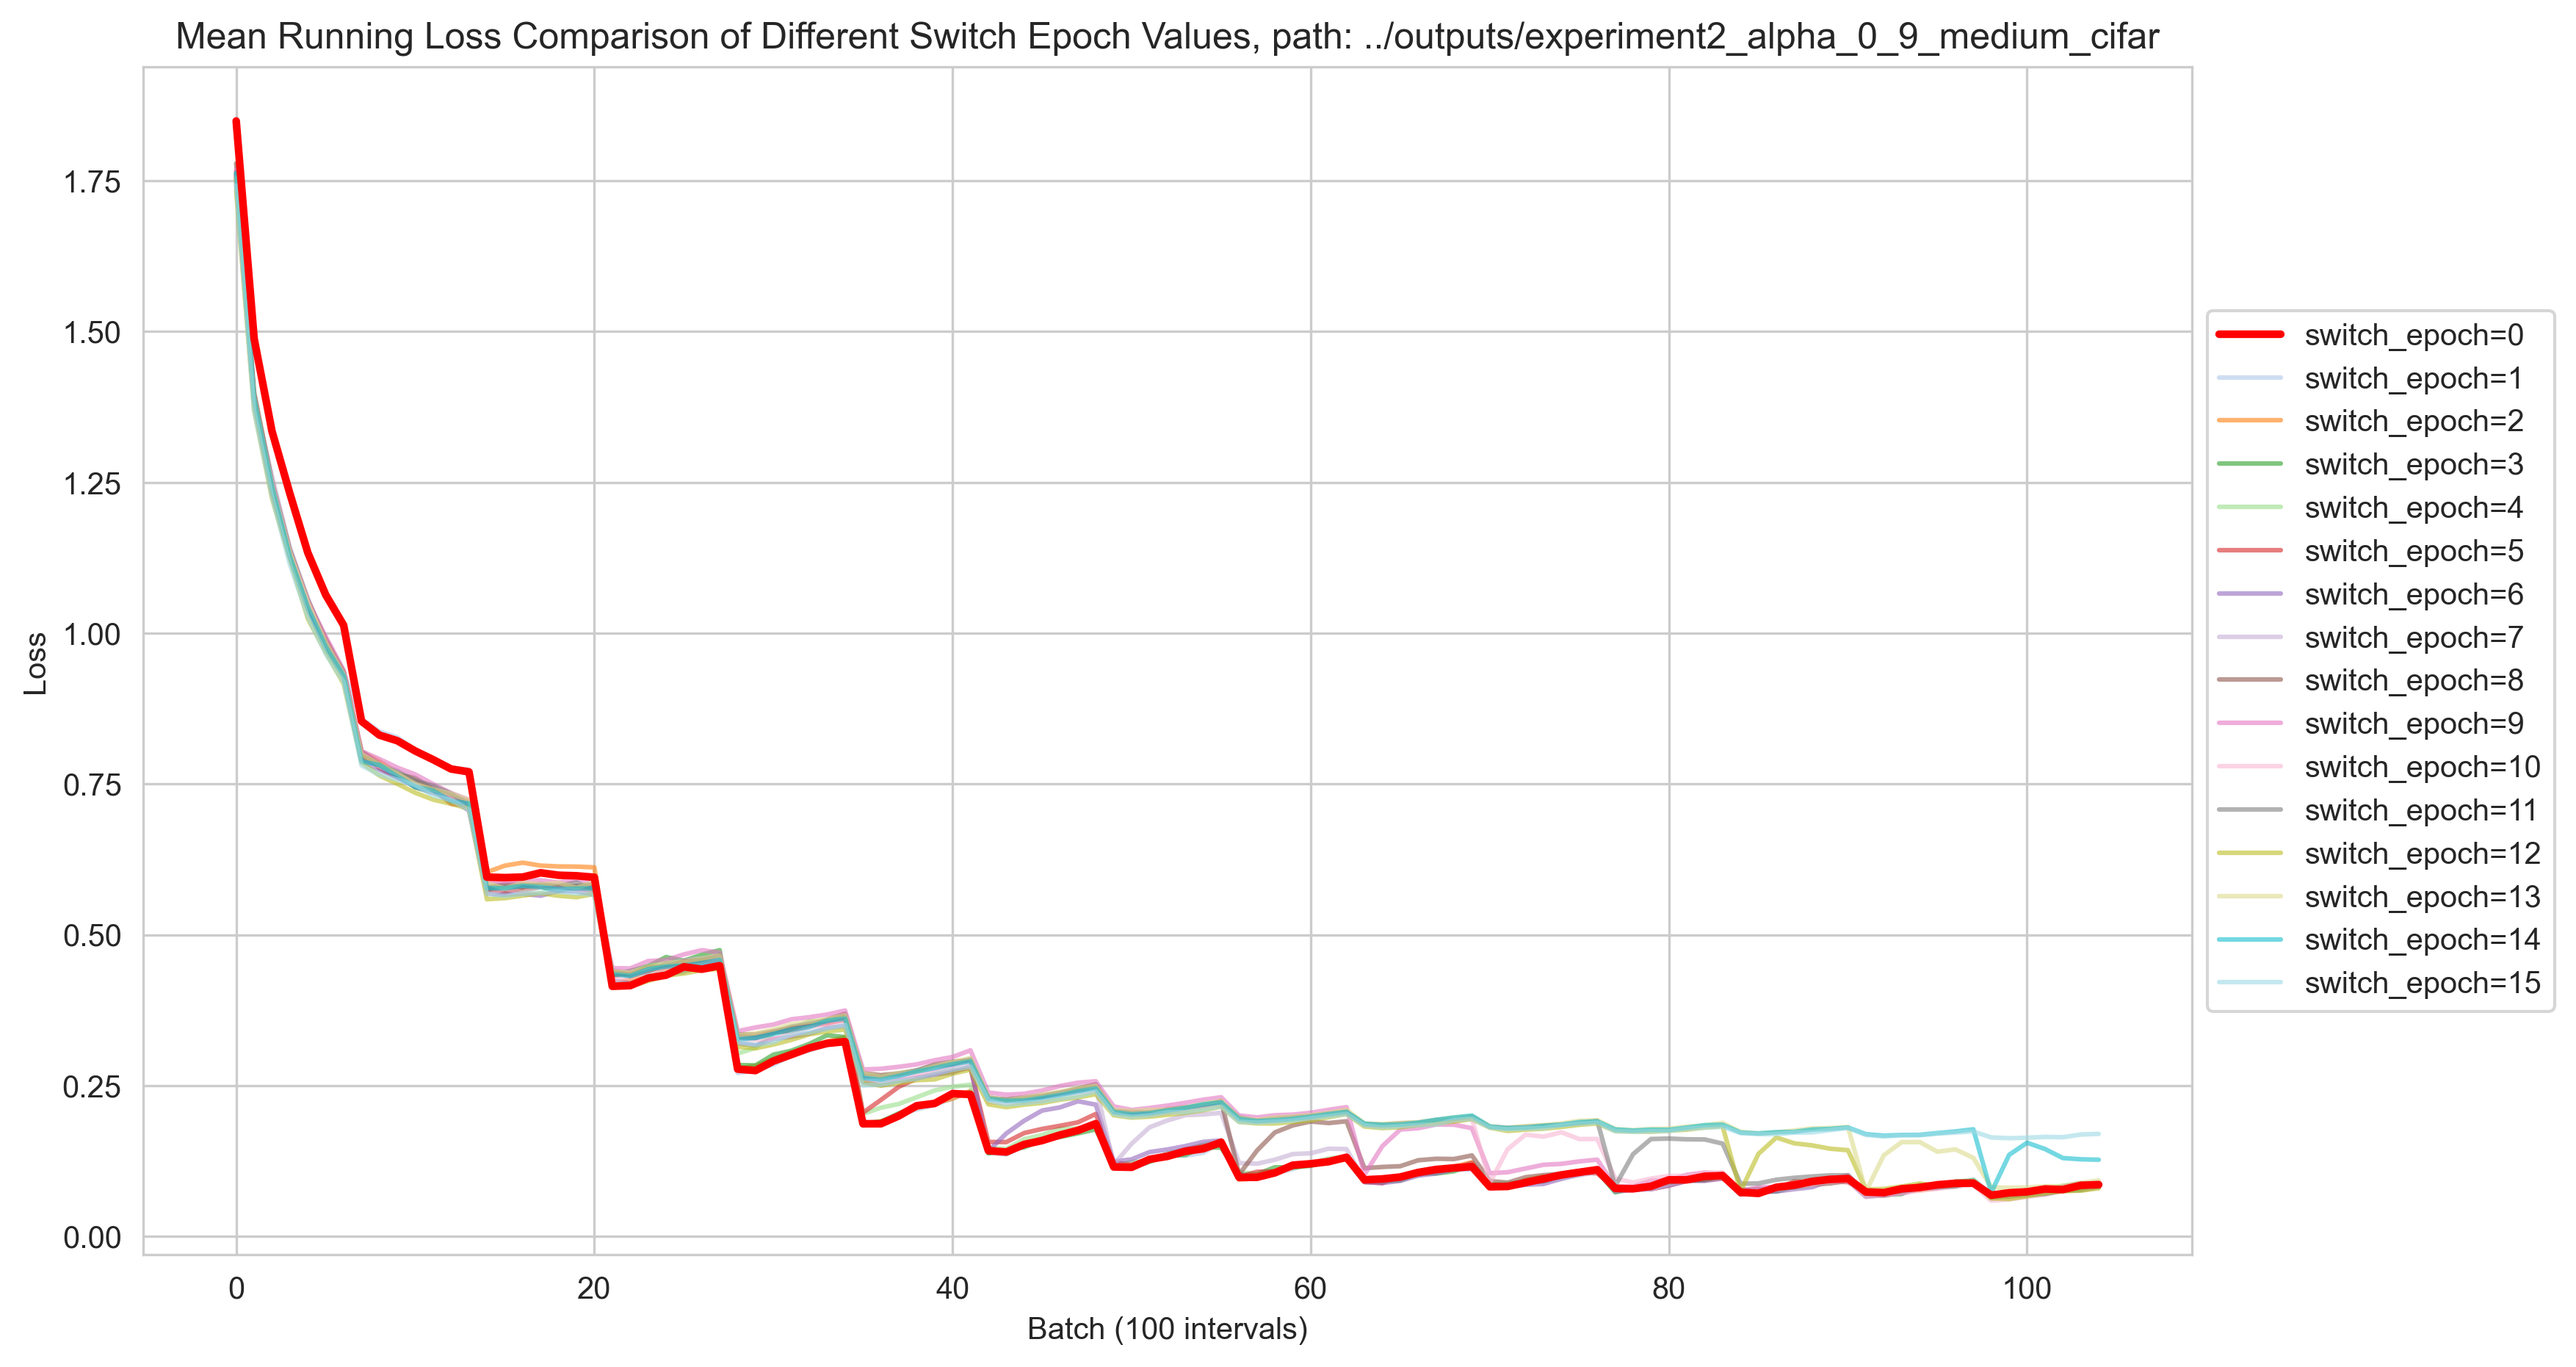 Mean Running Loss Comparison of Different Switch Epoch Values, path: ../outputs/experiment2_alpha_0_9_medium_cifar
1.75
1.50
1.25
1.00
0.75
0.50
0.25
0.00
Loss
0 20 40 60 80 100
Batch (100 intervals)
switch_epoch=0
switch_epoch=1
switch_epoch=2
switch_epoch=3
switch_epoch=4
switch_epoch=5
switch_epoch=6
switch_epoch=7
switch_epoch=8
switch_epoch=9
switch_epoch=10
switch_epoch=11
switch_epoch=12
switch_epoch=13
switch_epoch=14
switch_epoch=15